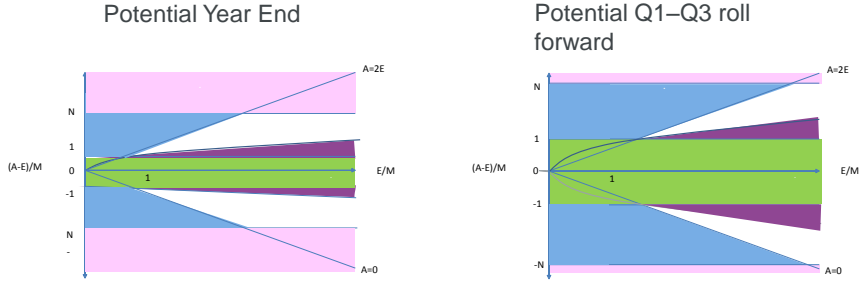 Potential Year End
Potential Q1–Q3 roll
forward
A=2E
N
1
(A-E)/M
0
E/M
1
-1
N
-
A=0
A=2E
N
1
(A-E)/M
0
E/M
1
-1
-N
A=0